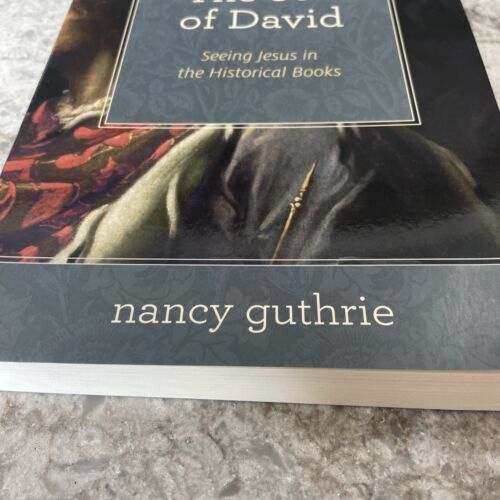 of David
Seeing Jesus in
the Historical Books
nancy guthrie